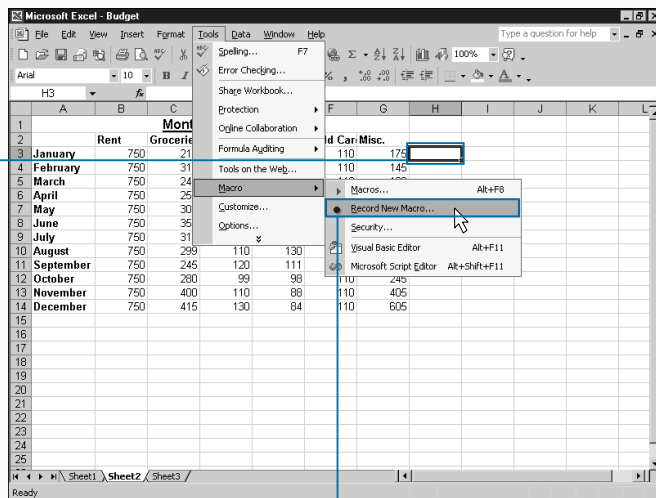 Microsoft Excel - Budget
File Edit View Insert Format Tools Data Window Help Type a question for help
Spelling... F7 100%
Error Checking...
Arial 10 B I
Share Workbook...
H3 fx
Protection
Online Collaboration
Formula Auditing
Tools on the Web...
Macro
Customize...
Options...
Macros... Alt+F8
Record New Macro...
Security...
Visual Basic Editor Alt+F11
Microsoft Script Editor Alt+Shift+F11
A B C F G H I J K L
1 Mont
2 Rent Groceries ld Car Misc.
3 January 750 21 110 175
4 February 750 31 110 145
5 March 750 24
6 April 750 25
7 May 750 30
8 June 750 35
9 July 750 31
10 August 750 299 110 130
11 September 750 245 120 111
12 October 750 280 99 98 110 245
13 November 750 400 110 88 110 405
14 December 750 415 130 84 110 605
15
16
17
18
19
20
21
22
23
24
25
Sheet1 Sheet2 Sheet3
Ready